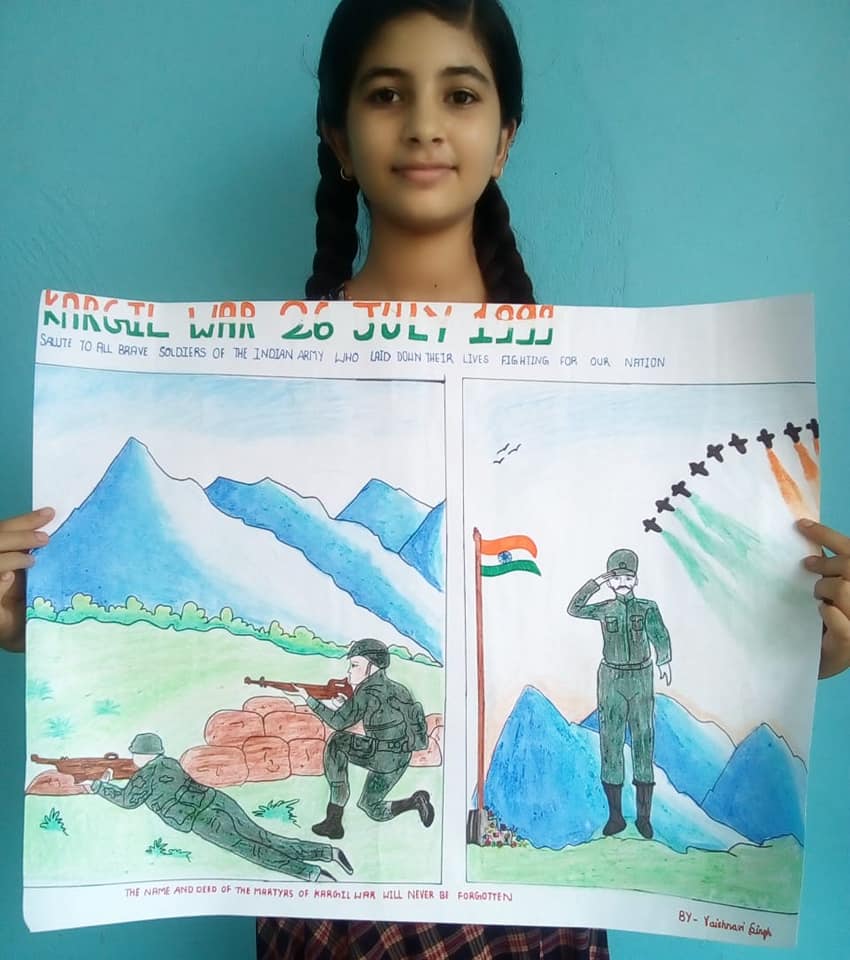 KARGIL WAR 26 JULY 1999
SALUTE TO ALL BRAVE SOLDIERS OF THE INDIAN ARMY WHO LAID DOWN THEIR LIVES FIGHTING FOR OUR NATION
THE NAME AND DEED OF THE MARTYRS OF KARGIL WAR WILL NEVER BE FORGOTTEN
BY- Vaishnavi Singh